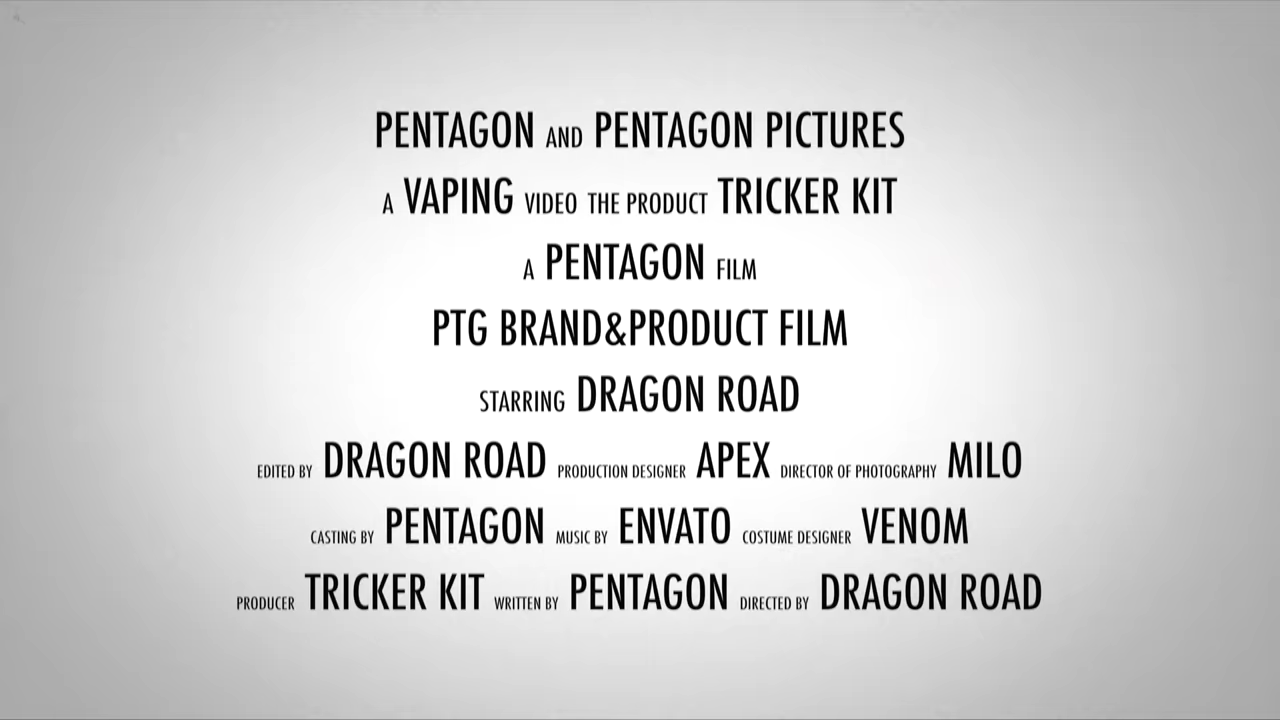 PENTAGON AND PENTAGON PICTURES
A VAPING VIDEO THE PRODUCT TRICKER KIT
A PENTAGON FILM
PTG BRAND&PRODUCT FILM
STARRING DRAGON ROAD
EDITED BY DRAGON ROAD PRODUCTION DESIGNER APEX DIRECTOR OF PHOTOGRAPHY MILO
CASTING BY PENTAGON MUSIC BY ENVATO COSTUME DESIGNER VENOM
PRODUCER TRICKER KIT WRITTEN BY PENTAGON DIRECTED BY DRAGON ROAD